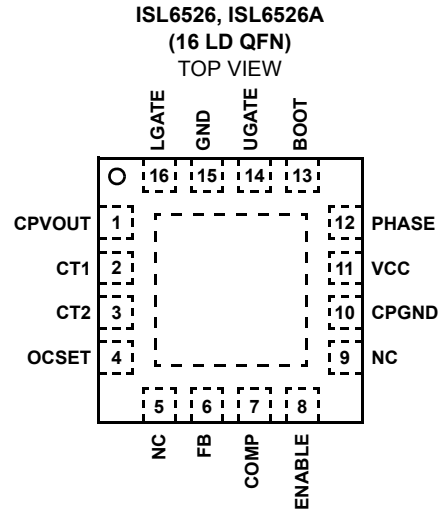 ISL6526, ISL6526A
(16 LD QFN)
TOP VIEW
LGATE
GND
UGATE
BOOT
16
15
14
13
CPVOUT 1
12 PHASE
CT1 2
11 VCC
CT2 3
10 CPGND
OCSET 4
9 NC
5
6
7
8
NC
FB
COMP
ENABLE